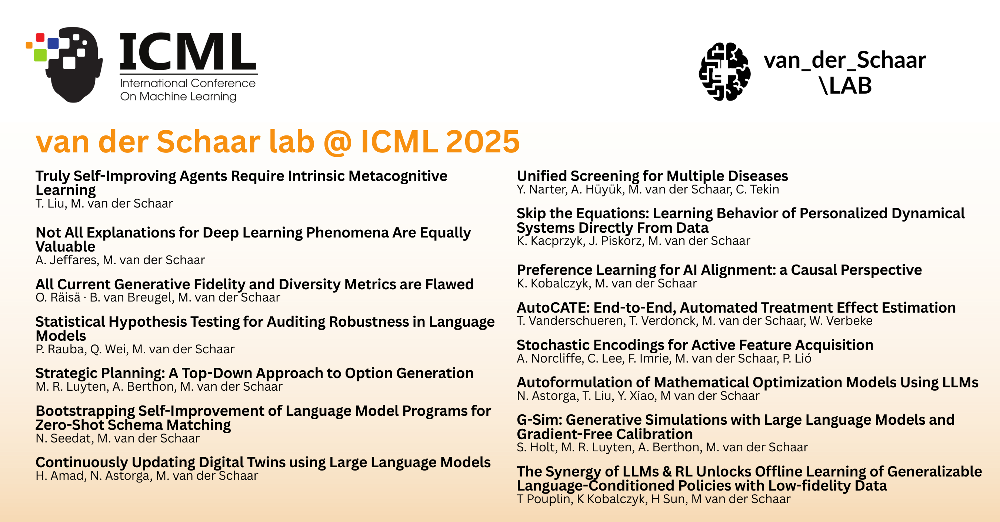 ICML
International Conference
On Machine Learning
van_der_Schaar
\LAB
van der Schaar lab @ ICML 2025
Truly Self-Improving Agents Require Intrinsic Metacognitive
Learning
T. Liu, M. van der Schaar
Not All Explanations for Deep Learning Phenomena Are Equally
Valuable
A. Jeffares, M. van der Schaar
All Current Generative Fidelity and Diversity Metrics are Flawed
O. Räisä · B. van Breugel, M. van der Schaar
Statistical Hypothesis Testing for Auditing Robustness in Language
Models
P. Rauba, Q. Wei, M. van der Schaar
Strategic Planning: A Top-Down Approach to Option Generation
M. R. Luyten, A. Berthon, M. van der Schaar
Bootstrapping Self-Improvement of Language Model Programs for
Zero-Shot Schema Matching
N. Seedat, M. van der Schaar
Continuously Updating Digital Twins using Large Language Models
H. Amad, N. Astorga, M. van der Schaar
Unified Screening for Multiple Diseases
Y. Narter, A. Hüyük, M. van der Schaar, C. Tekin
Skip the Equations: Learning Behavior of Personalized Dynamical
Systems Directly From Data
K. Kacprzyk, J. Piskorz, M. van der Schaar
Preference Learning for AI Alignment: a Causal Perspective
K. Kobalczyk, M. van der Schaar
AutoCATE: End-to-End, Automated Treatment Effect Estimation
T. Vanderschueren, T. Verdonck, M. van der Schaar, W. Verbeke
Stochastic Encodings for Active Feature Acquisition
A. Norcliffe, C. Lee, F. Imrie, M. van der Schaar, P. Lió
Autoformulation of Mathematical Optimization Models Using LLMs
N. Astorga, T. Liu, Y. Xiao, M van der Schaar
G-Sim: Generative Simulations with Large Language Models and
Gradient-Free Calibration
S. Holt, M. R. Luyten, A. Berthon, M. van der Schaar
The Synergy of LLMs & RL Unlocks Offline Learning of Generalizable
Language-Conditioned Policies with Low-fidelity Data
T Pouplin, K Kobalczyk, H Sun, M van der Schaar